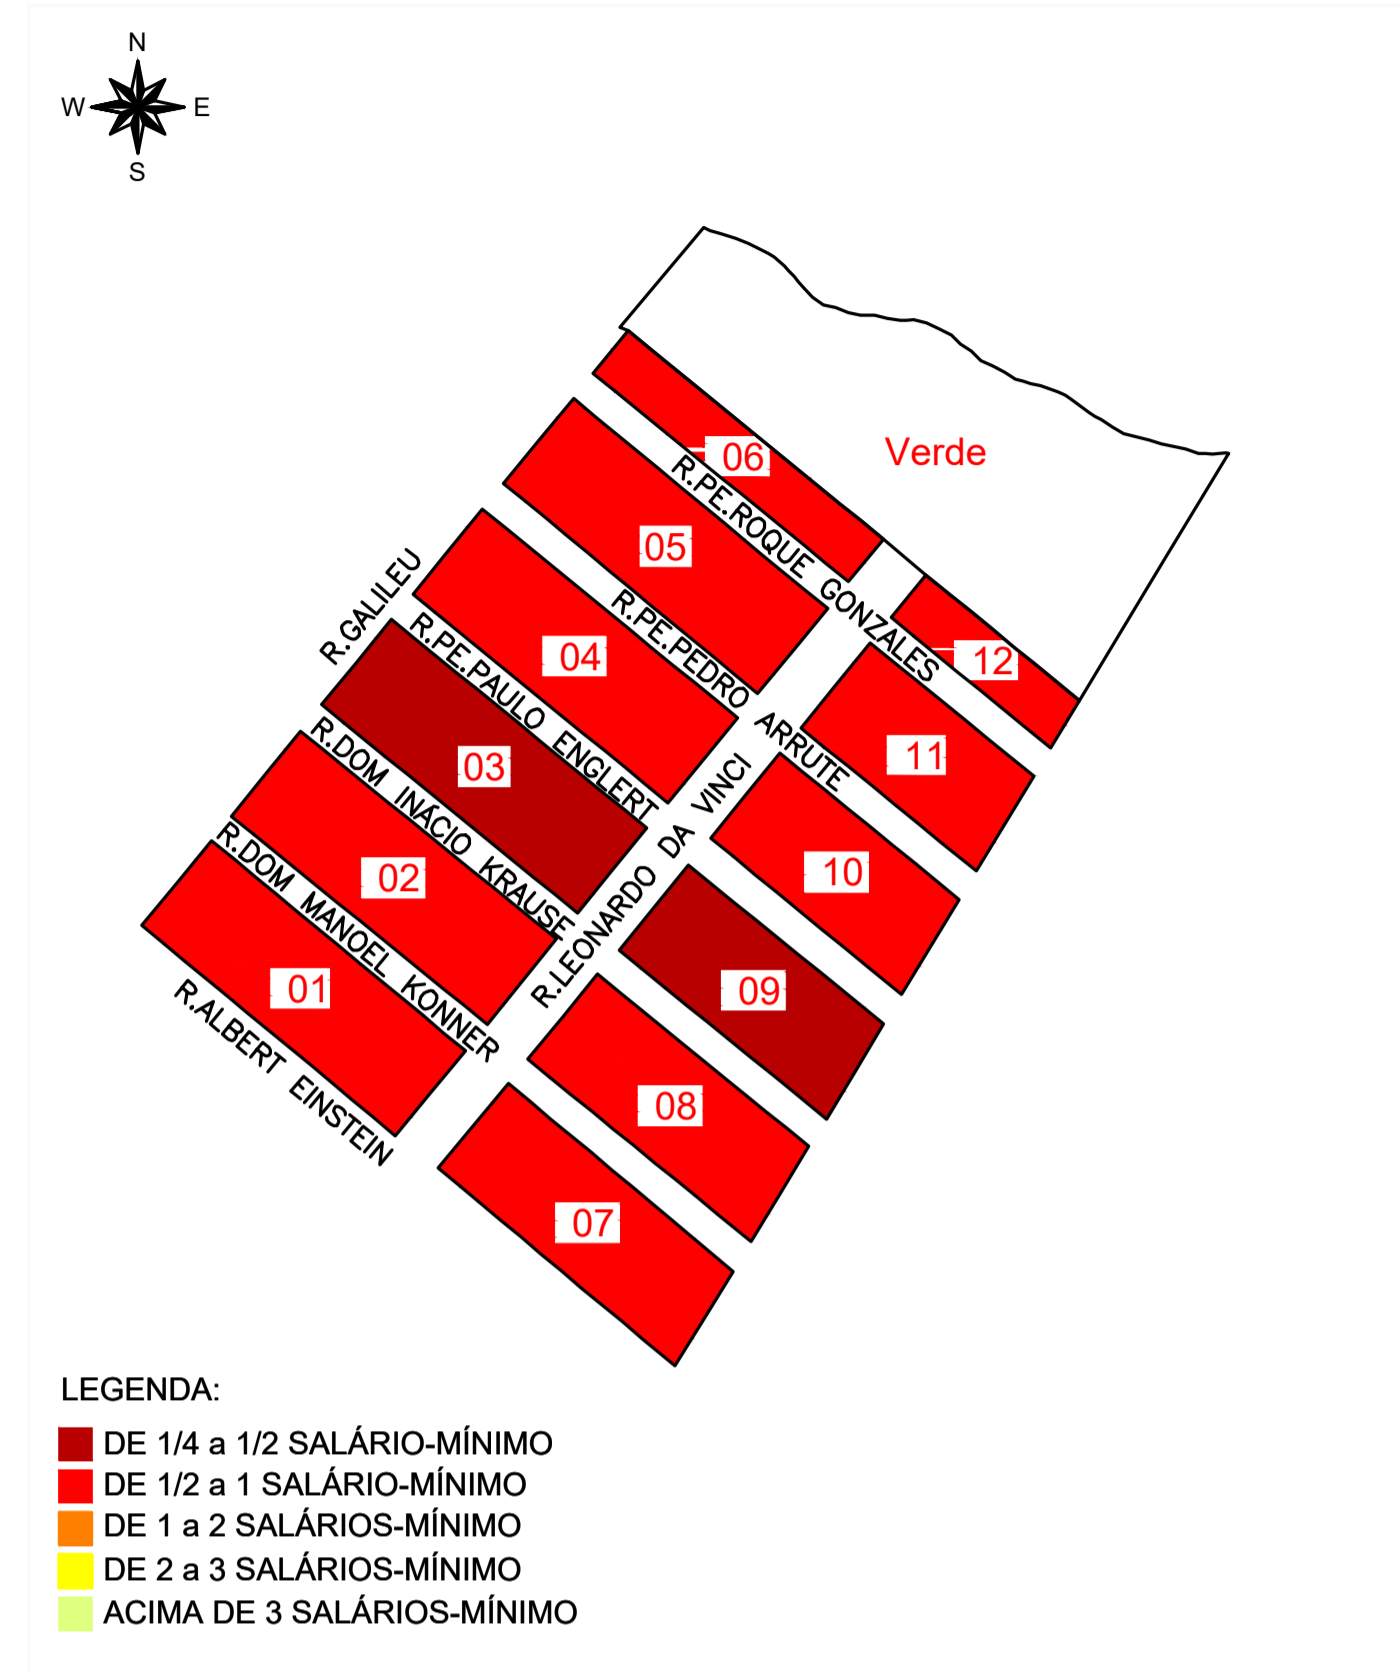 N
W E
S
Verde
06
R.PE.ROQUE GONZALES
05
12
R.PE.PEDRO ARRUTE
R.GALILEU
04
11
R.PE.PAULO ENGLERT
03
10
R.DOM INÁCIO KRAUSE
R.LEONARDO DA VINCI
02
09
R.DOM MANOEL KONNER
01
08
R.ALBERT EINSTEIN
07
LEGENDA:
DE 1/4 a 1/2 SALÁRIO-MÍNIMO
DE 1/2 a 1 SALÁRIO-MÍNIMO
DE 1 a 2 SALÁRIOS-MÍNIMO
DE 2 a 3 SALÁRIOS-MÍNIMO
ACIMA DE 3 SALÁRIOS-MÍNIMO